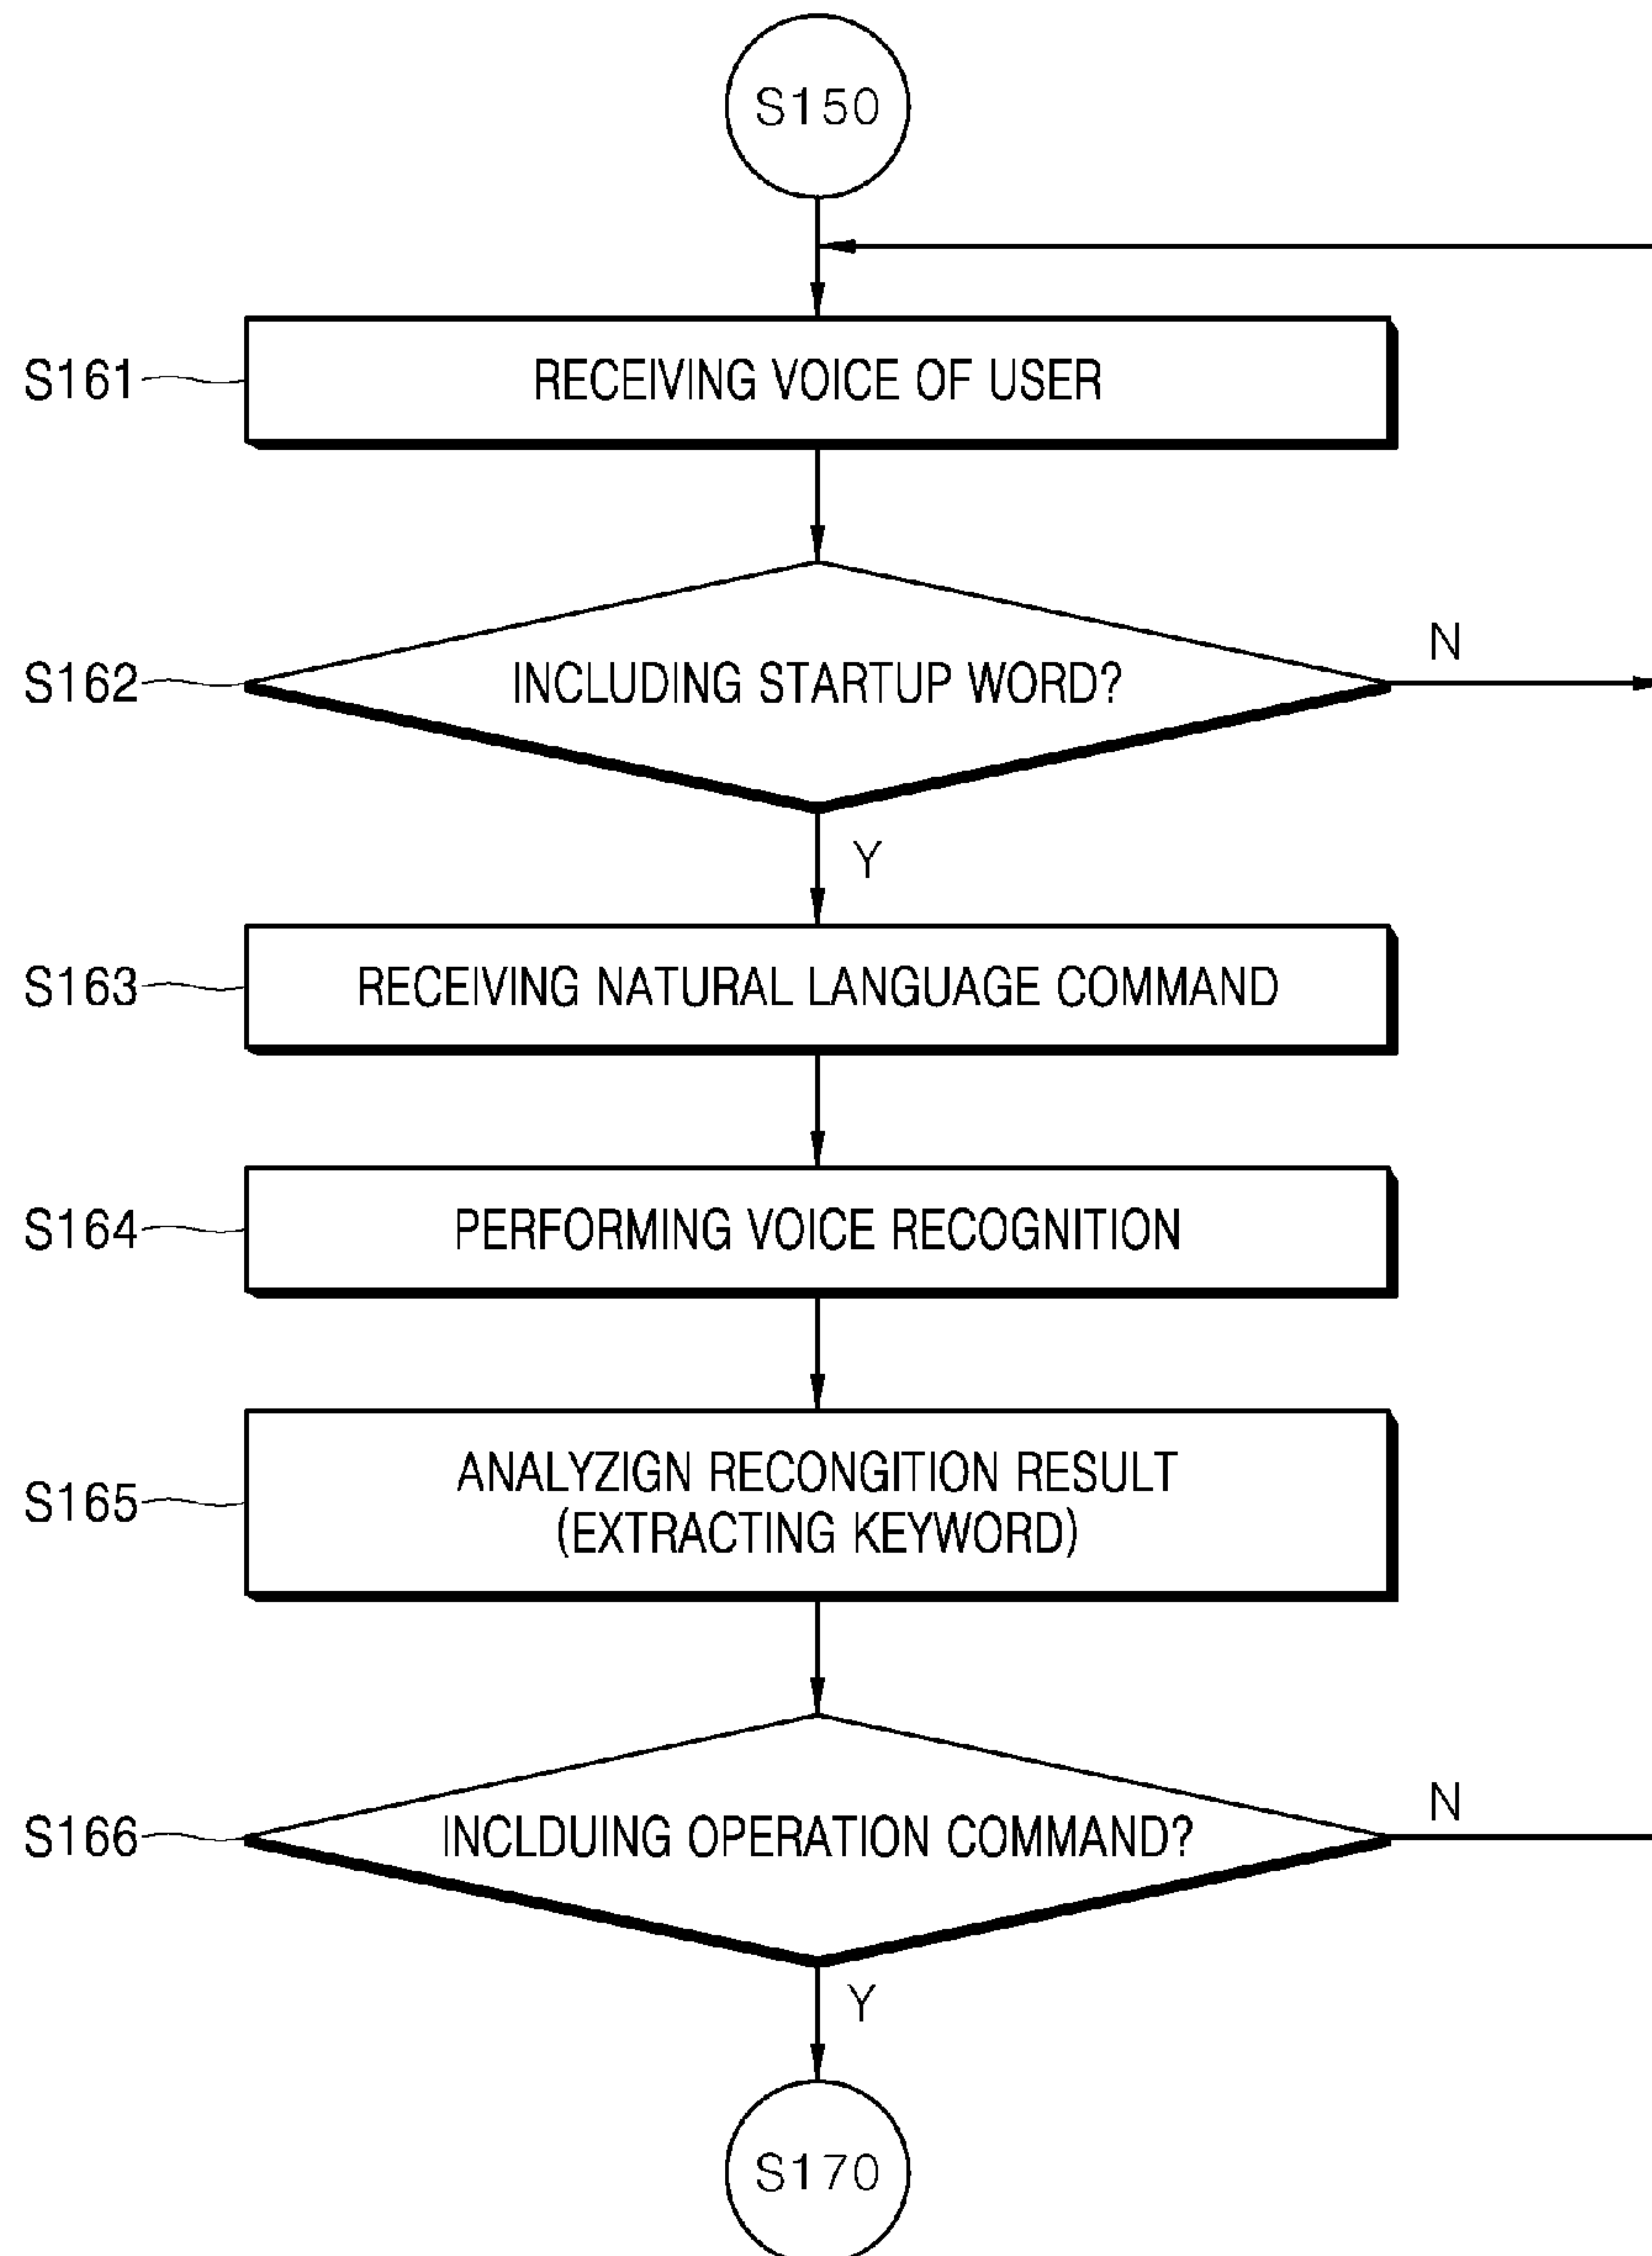 S150
S161 RECEIVING VOICE OF USER
S162 INCLUDING STARTUP WORD? N
Y
S163 RECEIVING NATURAL LANGUAGE COMMAND
S164 PERFORMING VOICE RECOGNITION
S165 ANALYZIGN RECONGITION RESULT
(EXTRACTING KEYWORD)
S166 INCLDUING OPERATION COMMAND? N
Y
S170